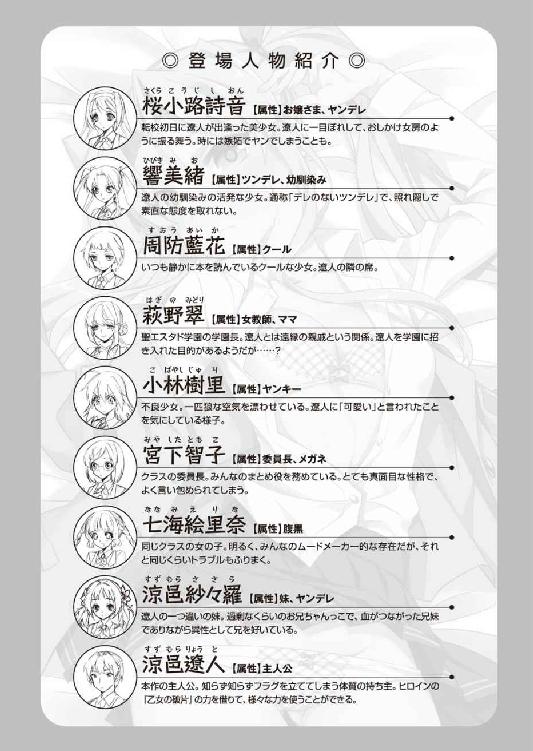 ◎登場人物紹介◎
さくらこうじしおん
桜小路詩音【属性】お嬢さま、ヤンデレ
転校初日に遼人が出逢った美少女。遼人に一目ぼれして、おしかけ女房のよ
うに振る舞う。時には嫉妬でヤンでしまうことも。
ひびきみお
響美緒【属性】ツンデレ、幼馴染み
遼人の幼馴染みの活発な少女。通称「デレのないツンデレ」で、照れ隠しで
素直な態度を取れない。
すおうあいか
周防藍花【属性】クール
いつも静かに本を読んでいるクールな少女。遼人の隣の席。
はぎのみどり
萩野翠【属性】女教師、ママ
聖エスタド学園の学園長。遼人とは遠縁の親戚という関係。遼人を学園に招
き入れた目的があるようだが……?
こばやしじゅり
小林樹里【属性】ヤンキー
不良少女。一匹狼な空気を漂わせている。遼人に「可愛い」と言われたこと
を気にしている様子。
みやしたともこ
宮下智子【属性】委員長、メガネ
クラスの委員長。みんなのまとめ役を務めている。とても真面目な性格で、
よく言い包められてしまう。
ななみえりな
七海絵里奈【属性】腹黒
同じクラスの女の子。明るく、みんなのムードメーカー的な存在だが、それ
と同じくらいトラブルもふりまく。
すずむらささら
涼邑紗々羅【属性】妹、ヤンデレ
遼人の一つ違いの妹。過剰なくらいのお兄ちゃんっこで、血がつながった兄妹
でありながら異性として兄を好いている。
すずむらりょうと
涼邑遼人【属性】主人公
本作の主人公。知らず知らずフラグを立ててしまう体質の持ち主。ヒロインの
『乙女の破片』の力を借りて、様々な力を使うことができる。